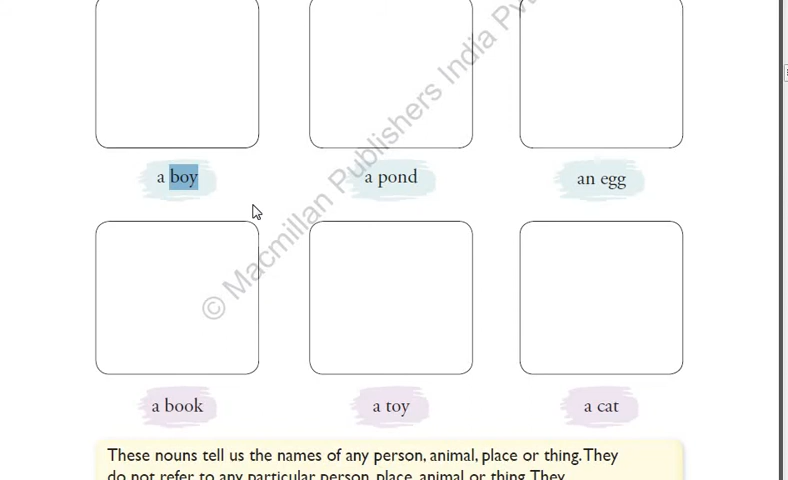 a boy
a pond
an egg
© Macmillan Publishers India Pv
a book
a toy
a cat
These nouns tell us the names of any person, animal, place or thing. They
do not refer to any particular person, place, animal or thing. They